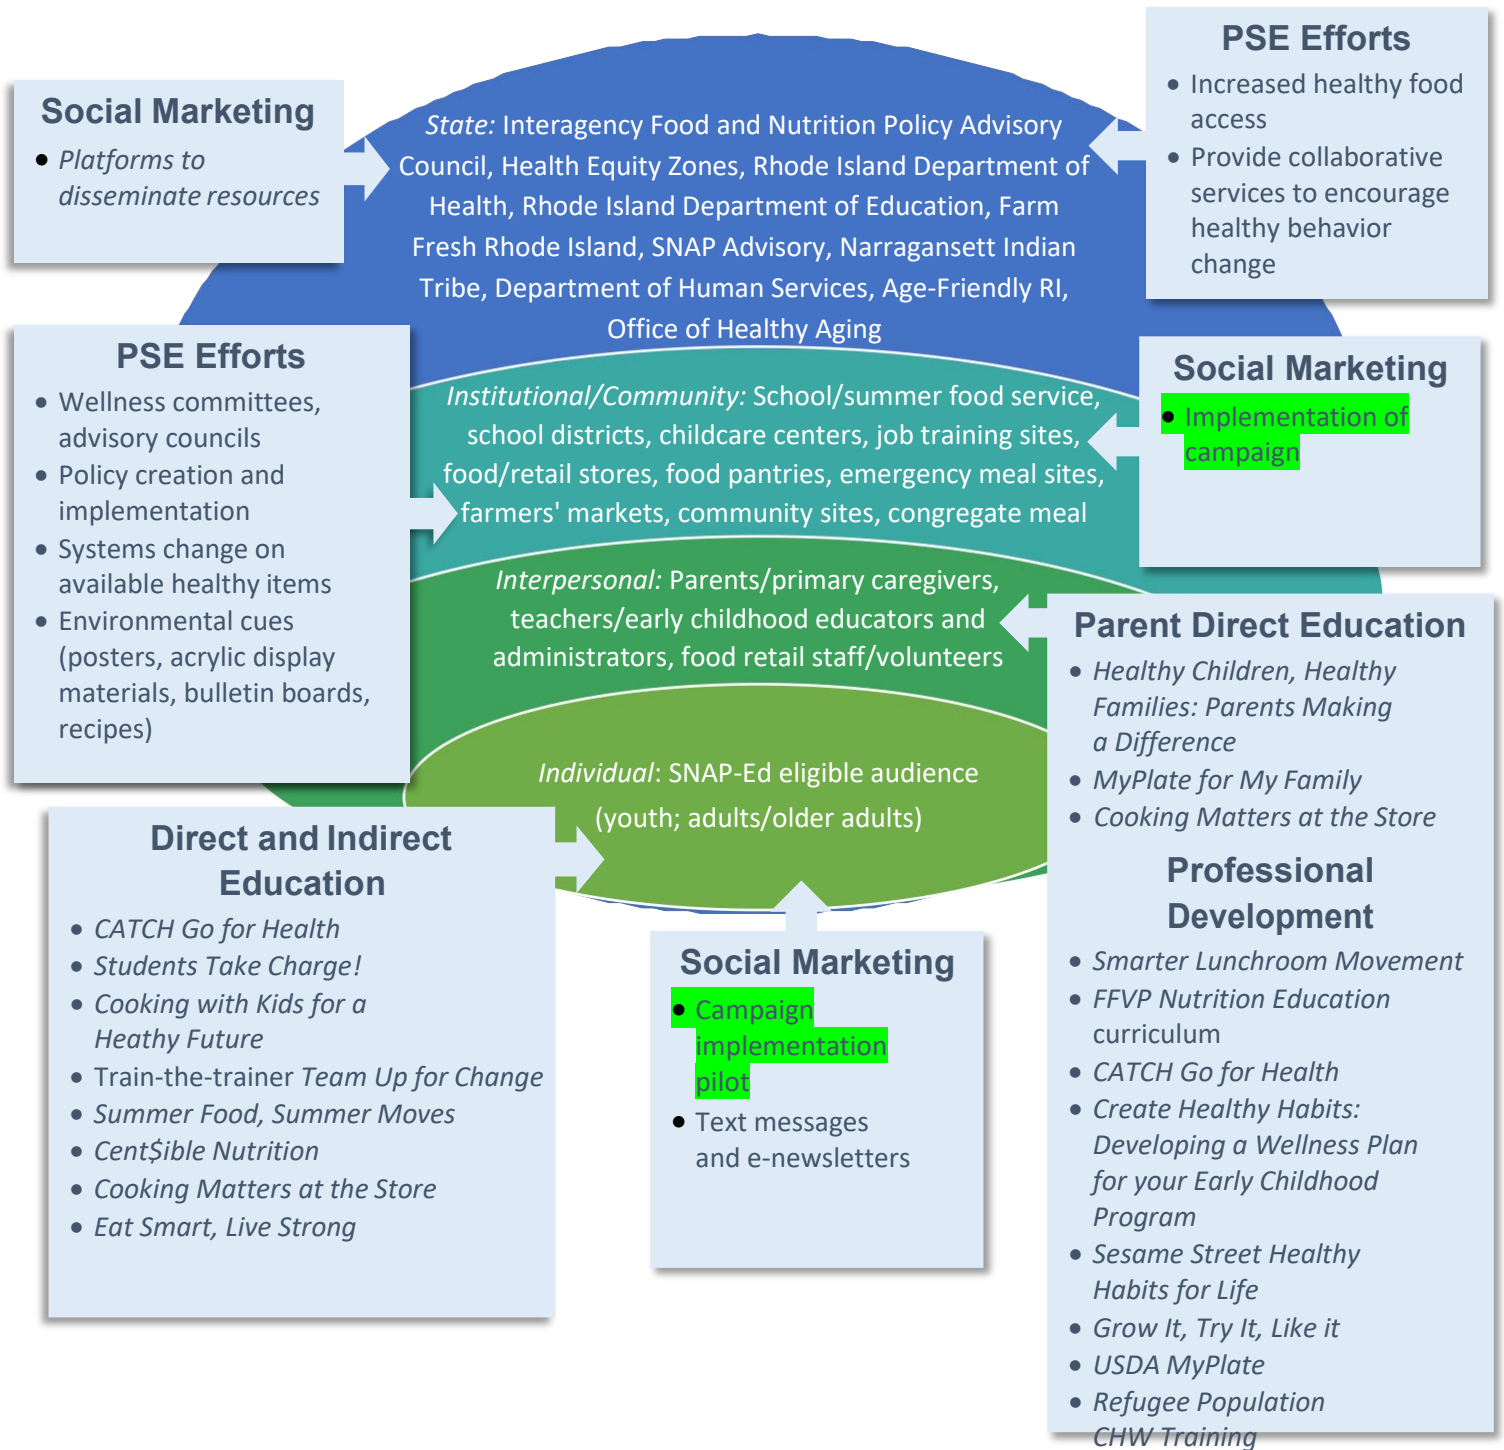 Social Marketing
• Platforms to
disseminate resources
State: Interagency Food and Nutrition Policy Advisory
Council, Health Equity Zones, Rhode Island Department of
Health, Rhode Island Department of Education, Farm
Fresh Rhode Island, SNAP Advisory, Narragansett Indian
Tribe, Department of Human Services, Age-Friendly RI,
Office of Healthy Aging
PSE Efforts
• Increased healthy food
access
• Provide collaborative
services to encourage
healthy behavior
change
PSE Efforts
• Wellness committees,
advisory councils
• Policy creation and
implementation
• Systems change on
available healthy items
• Environmental cues
(posters, acrylic display
materials, bulletin boards,
recipes)
Institutional/Community: School/summer food service,
school districts, childcare centers, job training sites,
food/retail stores, food pantries, emergency meal sites,
farmers' markets, community sites, congregate meal
Social Marketing
• Implementation of
campaign
Interpersonal: Parents/primary caregivers,
teachers/early childhood educators and
administrators, food retail staff/volunteers
Individual: SNAP-Ed eligible audience
(youth; adults/older adults)
Parent Direct Education
• Healthy Children, Healthy
Families: Parents Making
a Difference
• MyPlate for My Family
• Cooking Matters at the Store
Professional
Development
• Smarter Lunchroom Movement
• FFVP Nutrition Education
curriculum
• CATCH Go for Health
• Create Healthy Habits:
Developing a Wellness Plan
for your Early Childhood
Program
• Sesame Street Healthy
Habits for Life
• Grow It, Try It, Like it
• USDA MyPlate
• Refugee Population
CHW Training
Direct and Indirect
Education
• CATCH Go for Health
• Students Take Charge!
• Cooking with Kids for a
Heathy Future
• Train-the-trainer Team Up for Change
• Summer Food, Summer Moves
• Cent$ible Nutrition
• Cooking Matters at the Store
• Eat Smart, Live Strong
Social Marketing
• Campaign
implementation
pilot
• Text messages
and e-newsletters